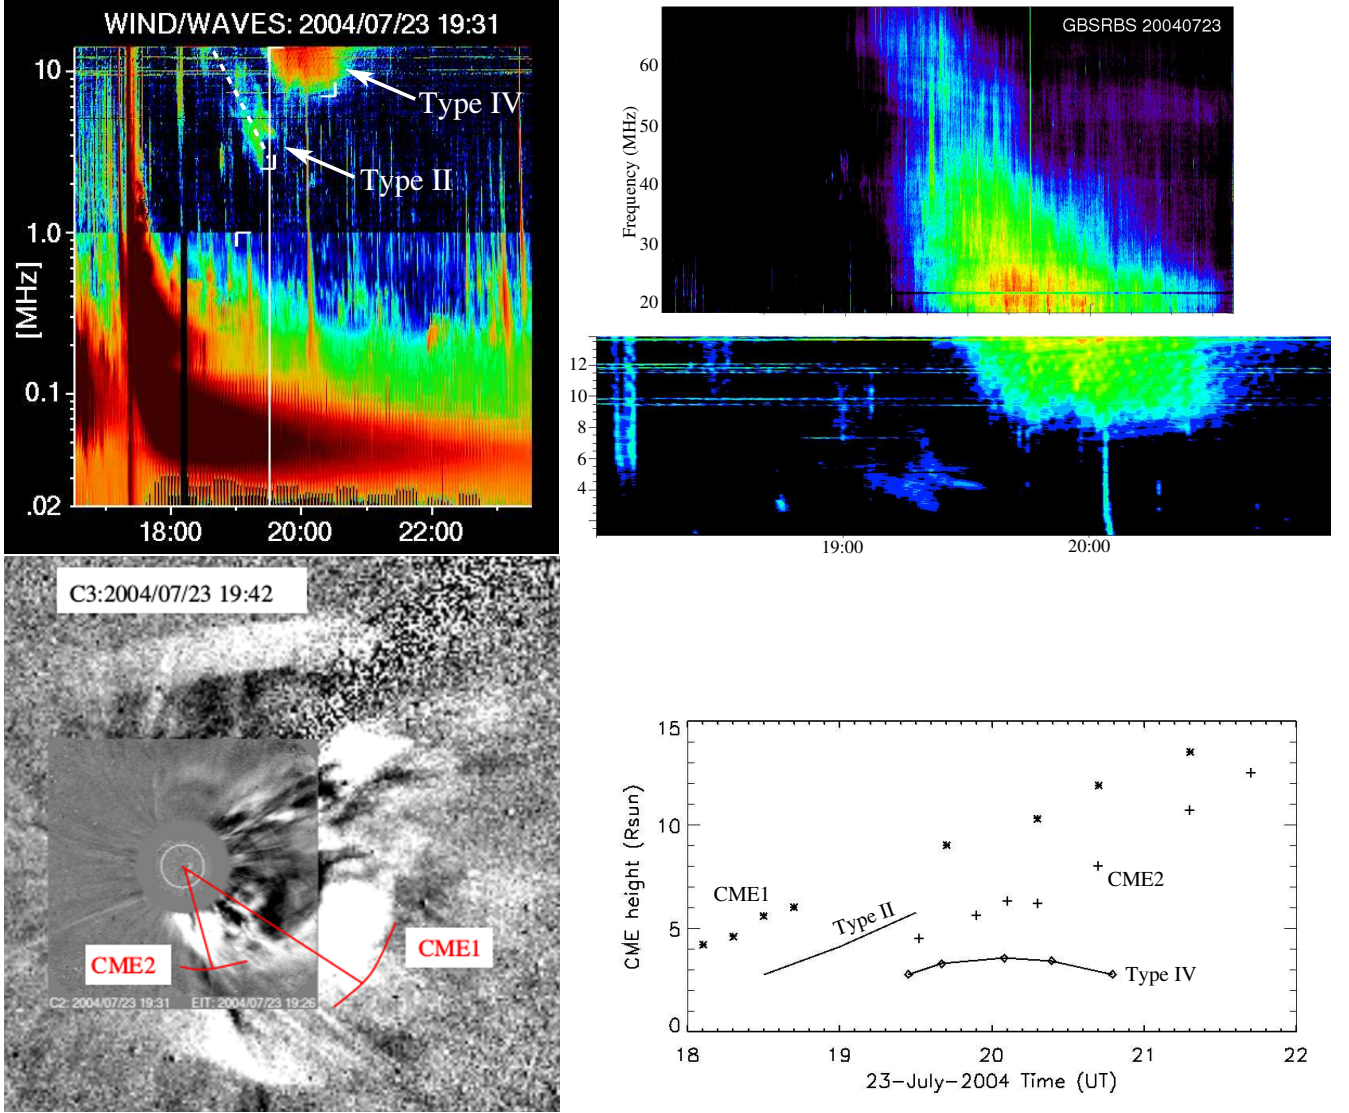 WIND/WAVES: 2004/07/23 19:31
10
1.0
0.1
.02
[MHz]
Type IV
Type II
18:00 20:00 22:00
GBSRBS 20040723
Frequency (MHz)
60
50
40
30
20
12
10
8
6
4
19:00 20:00
C3:2004/07/23 19:42
CME1
CME2
C2: 2004/07/23 19:31 EIT: 2004/07/23 19:26
15
10
5
0
CME height (Rsun)
CME1
Type II
CME2
Type IV
18 19 20 21 22
23-July-2004 Time (UT)